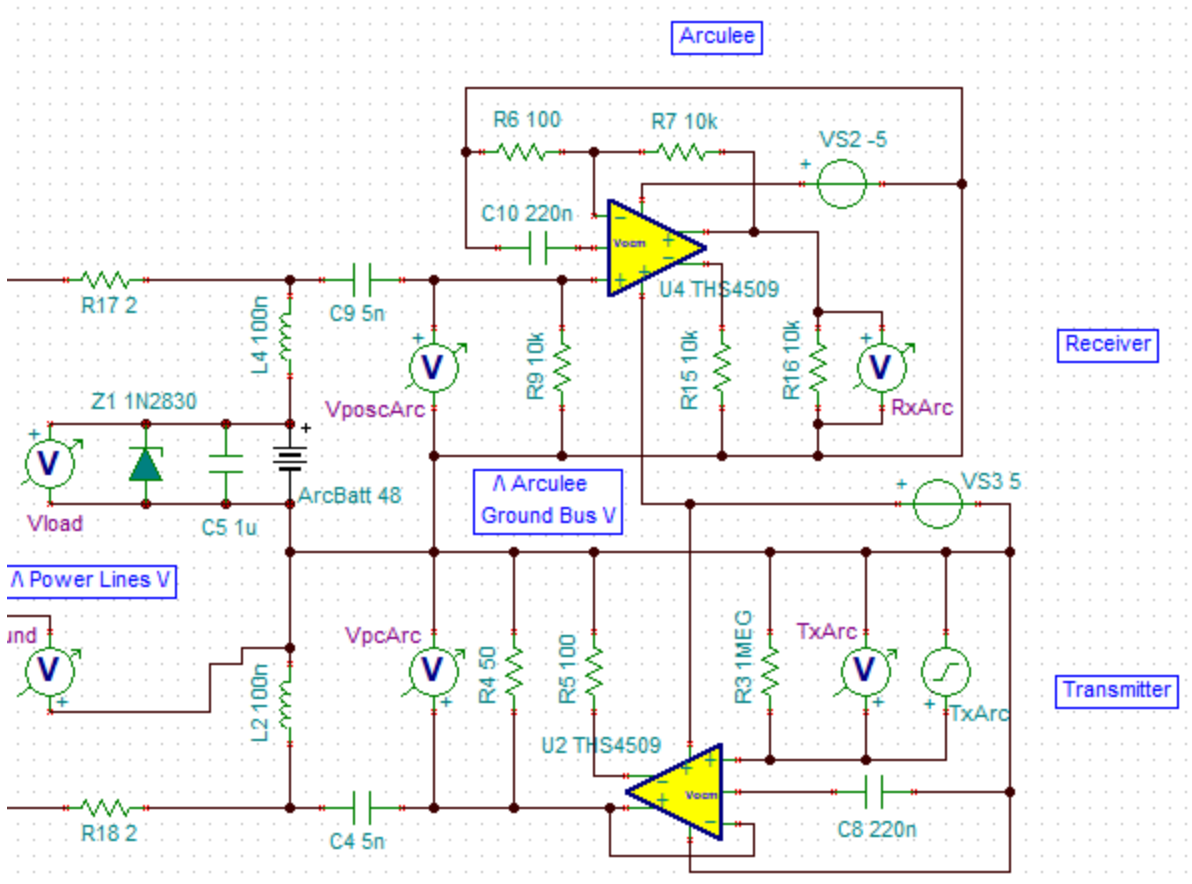 Arculee
R6 100
R7 10k
VS2 -5
+
C10 220n
−
Vocm
+
−
+
+
U4 THS4509
R17 2
L4 100n
C9 5n
+
V
VposcArc
R9 10k
R15 10k
R16 10k
+
V
RxArc
Receiver
Z1 1N2830
+
V
Vload
C5 1u
+
ArcBatt 48
/\ Arculee
Ground Bus V
+
VS3 5
/\ Power Lines V
und
V
+
L2 100n
VpcArc
V
+
R4 50
R5 100
R3 1MEG
TxArc
V
+
+
TxArc
Transmitter
U2 THS4509
−
+
+
+
Vocm
−
R18 2
C4 5n
C8 220n